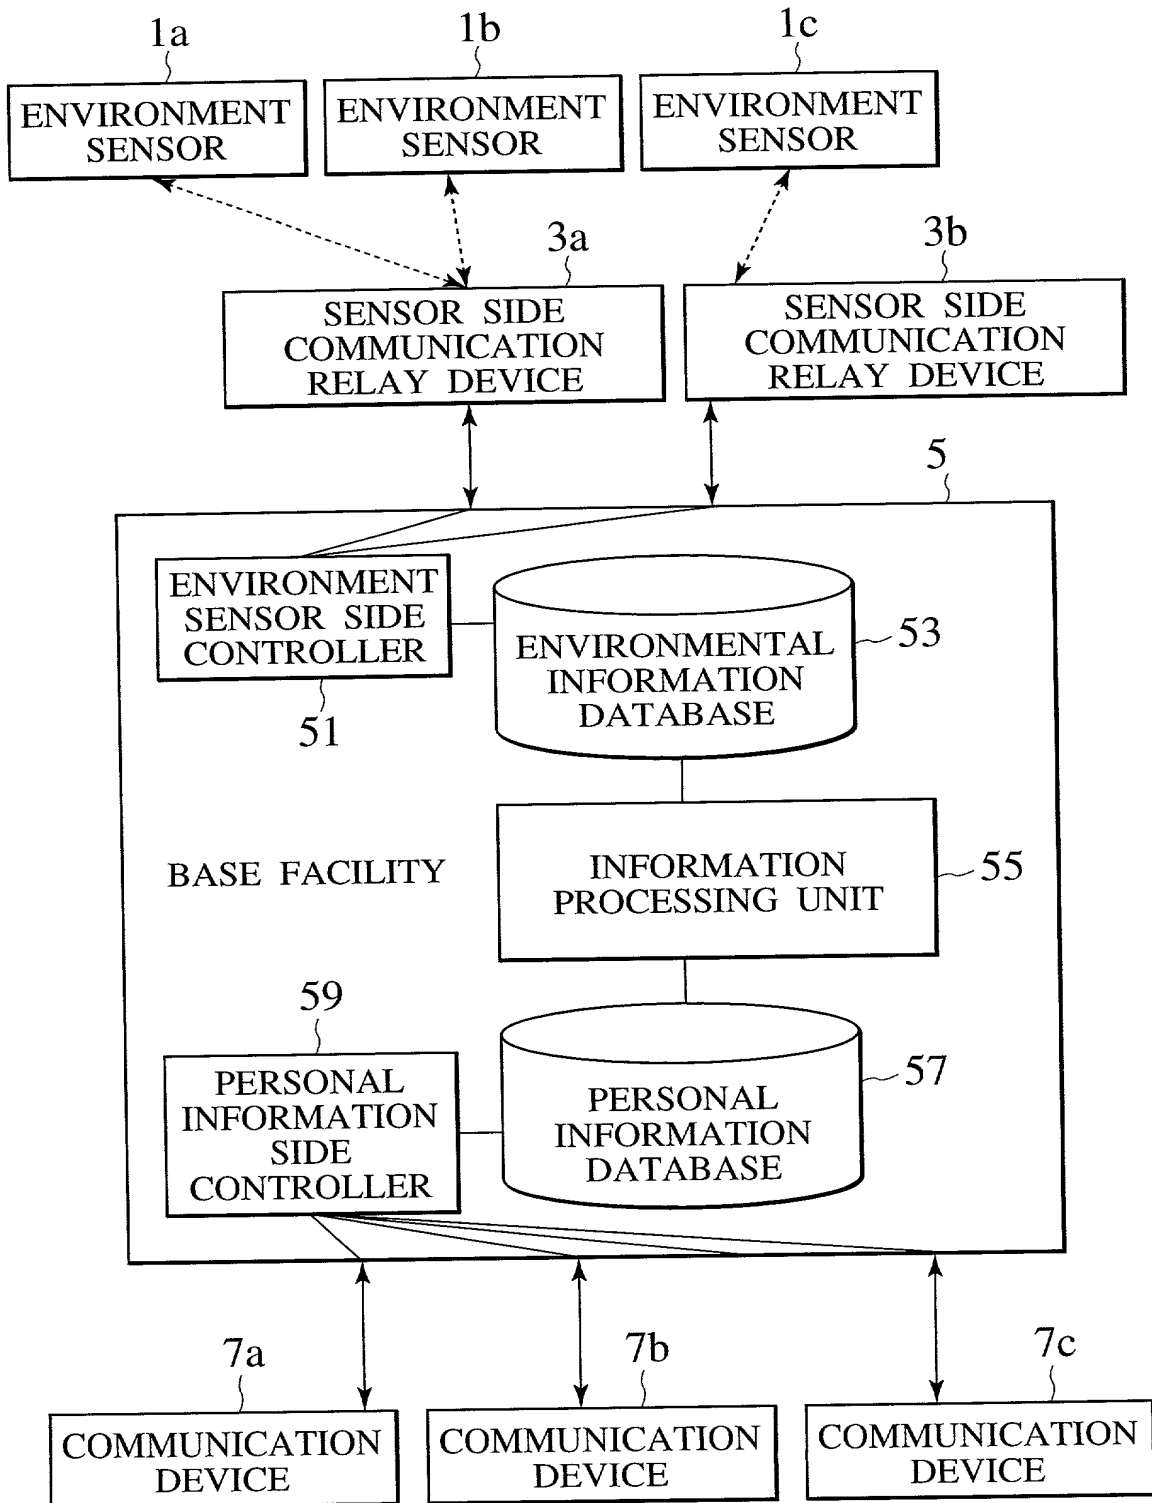 1a
1b
1c
ENVIRONMENT
SENSOR
ENVIRONMENT
SENSOR
ENVIRONMENT
SENSOR
3a
3b
SENSOR SIDE
COMMUNICATION
RELAY DEVICE
SENSOR SIDE
COMMUNICATION
RELAY DEVICE
5
ENVIRONMENT
SENSOR SIDE
CONTROLLER
51
ENVIRONMENTAL
INFORMATION
DATABASE
53
BASE FACILITY
INFORMATION
PROCESSING UNIT
55
59
PERSONAL
INFORMATION
SIDE
CONTROLLER
PERSONAL
INFORMATION
DATABASE
57
7a
7b
7c
COMMUNICATION
DEVICE
COMMUNICATION
DEVICE
COMMUNICATION
DEVICE